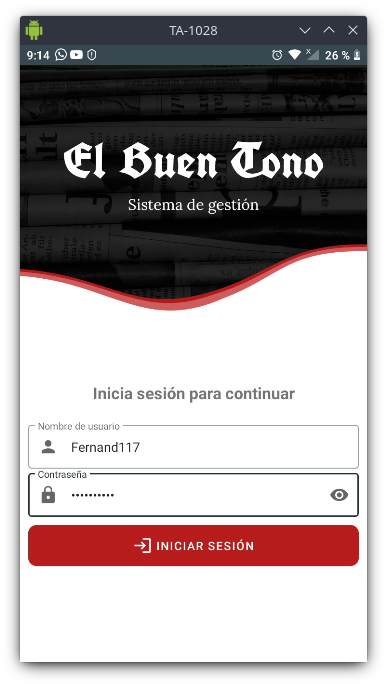 TA-1028
9:14
26 %
El Buen Tono
Sistema de gestión
Inicia sesión para continuar
Nombre de usuario
Fernand117
Contraseña
••••••••••
INICIAR SESIÓN